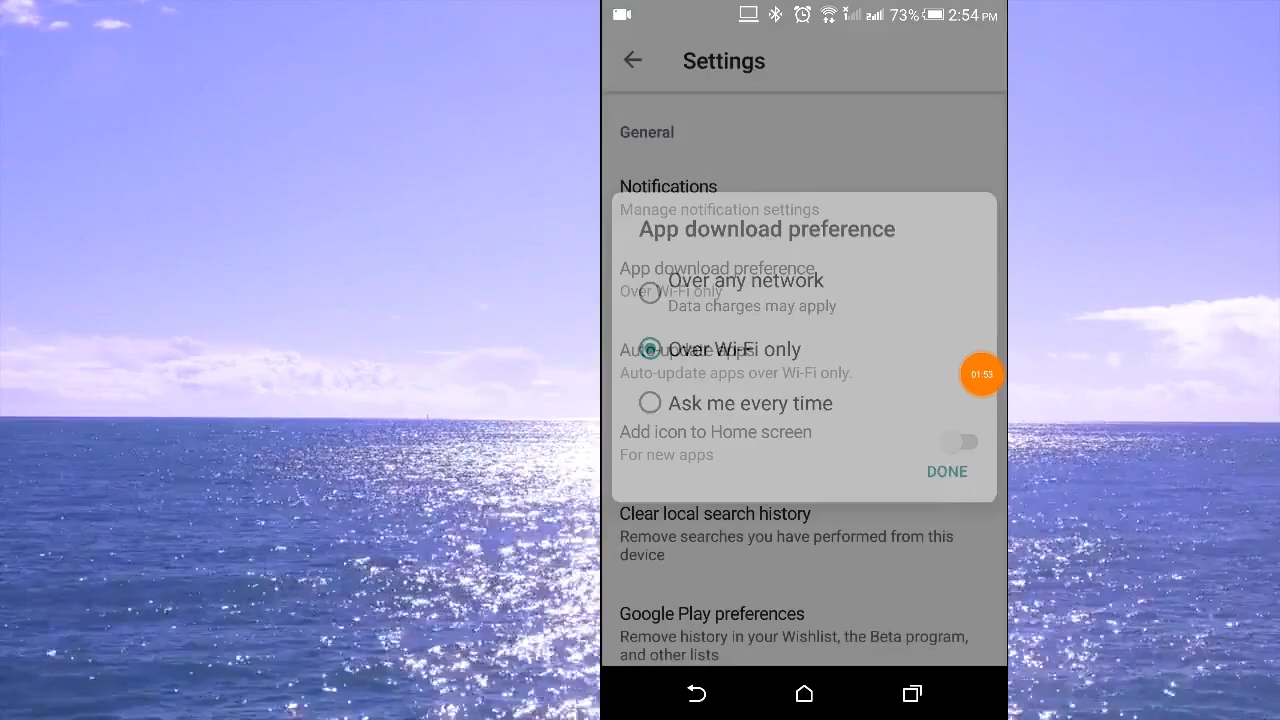 73% 2:54 PM
Settings
General
Notifications
Manage notification settings
App download preference
App download preference
Over Wi-Fi only
Over any network
Data charges may apply
Auto-update apps
Auto-update apps over Wi-Fi only.
Over Wi-Fi only
01:53
Ask me every time
Add icon to Home screen
For new apps
DONE
Clear local search history
Remove searches you have performed from this
device
Google Play preferences
Remove history in your Wishlist, the Beta program,
and other lists